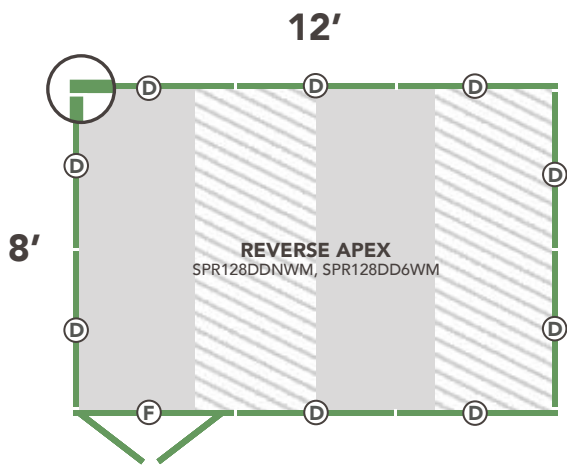 12’
D D D
D D
8’
REVERSE APEX
SPR128DDNWM, SPR128DD6WM
D D
F D D